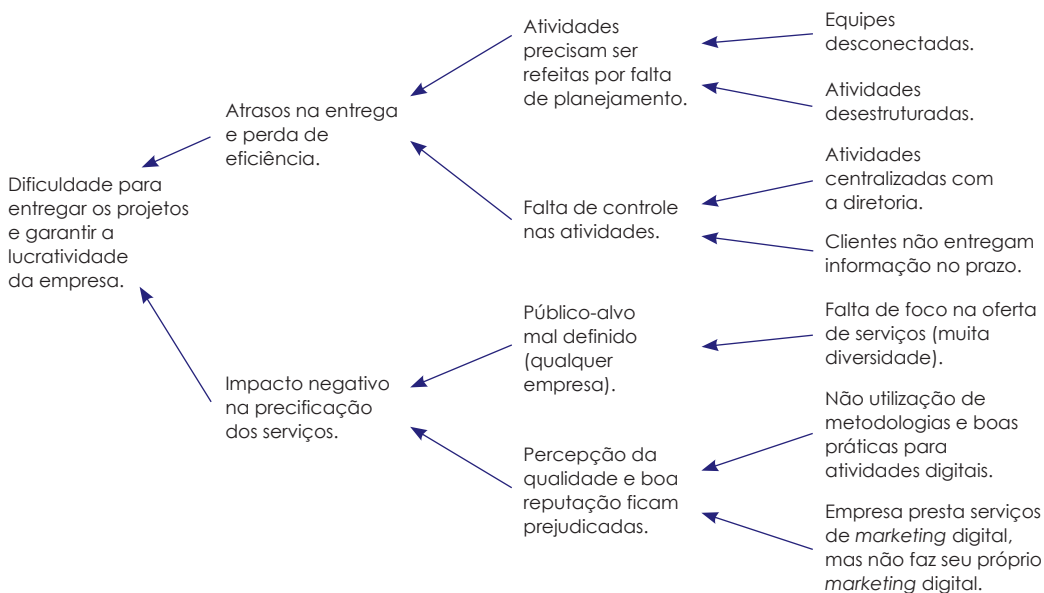 Dificuldade para
entregar os projetos
e garantir a
lucratividade
da empresa.
Atrasos na entrega
e perda de
eficiência.
Impacto negativo
na precificação
dos serviços.
Atividades
precisam ser
refeitas por falta
de planejamento.
Falta de controle
nas atividades.
Público-alvo
mal definido
(qualquer
empresa).
Percepção da
qualidade e boa
reputação ficam
prejudicadas.
Equipes
desconectadas.
Atividades
desestruturadas.
Atividades
centralizadas com
a diretoria.
Clientes não entregam
informação no prazo.
Falta de foco na oferta
de serviços (muita
diversidade).
Não utilização de
metodologias e boas
práticas para
atividades digitais.
Empresa presta serviços
de marketing digital,
mas não faz seu próprio
marketing digital.